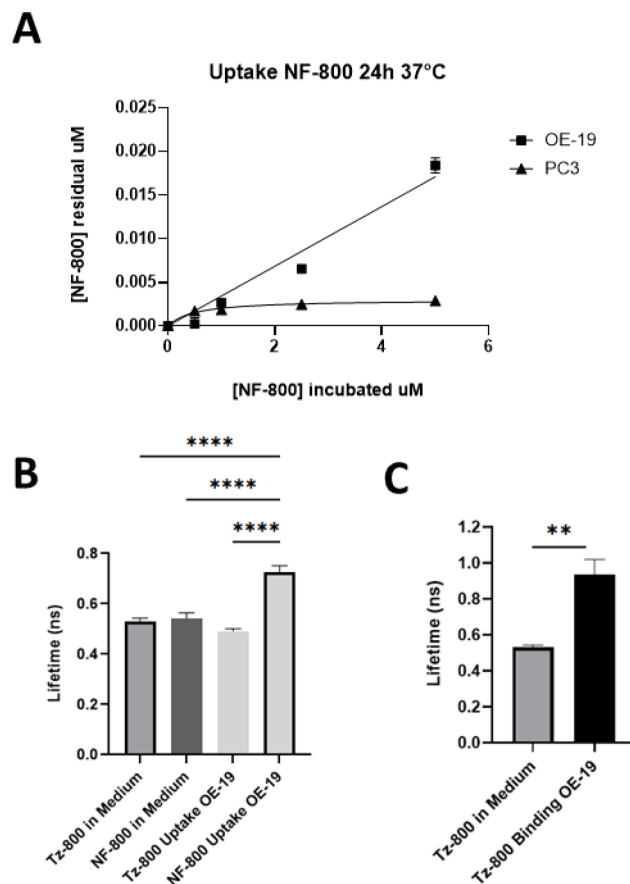 A
Uptake NF-800 24h 37°C
[NF-800] residual uM
0.025
0.020
0.015
0.010
0.005
0.000
0 2 4 6
[NF-800] incubated uM
OE-19
PC3
B
****
****
****
Lifetime (ns)
0.8
0.6
0.4
0.2
0.0
Tz-800 in Medium
NF-800 in Medium
Tz-800 Uptake OE-19
NF-800 Uptake OE-19
C
**
Lifetime (ns)
1.2
1.0
0.8
0.6
0.4
0.2
0.0
Tz-800 in Medium
Tz-800 Binding OE-19